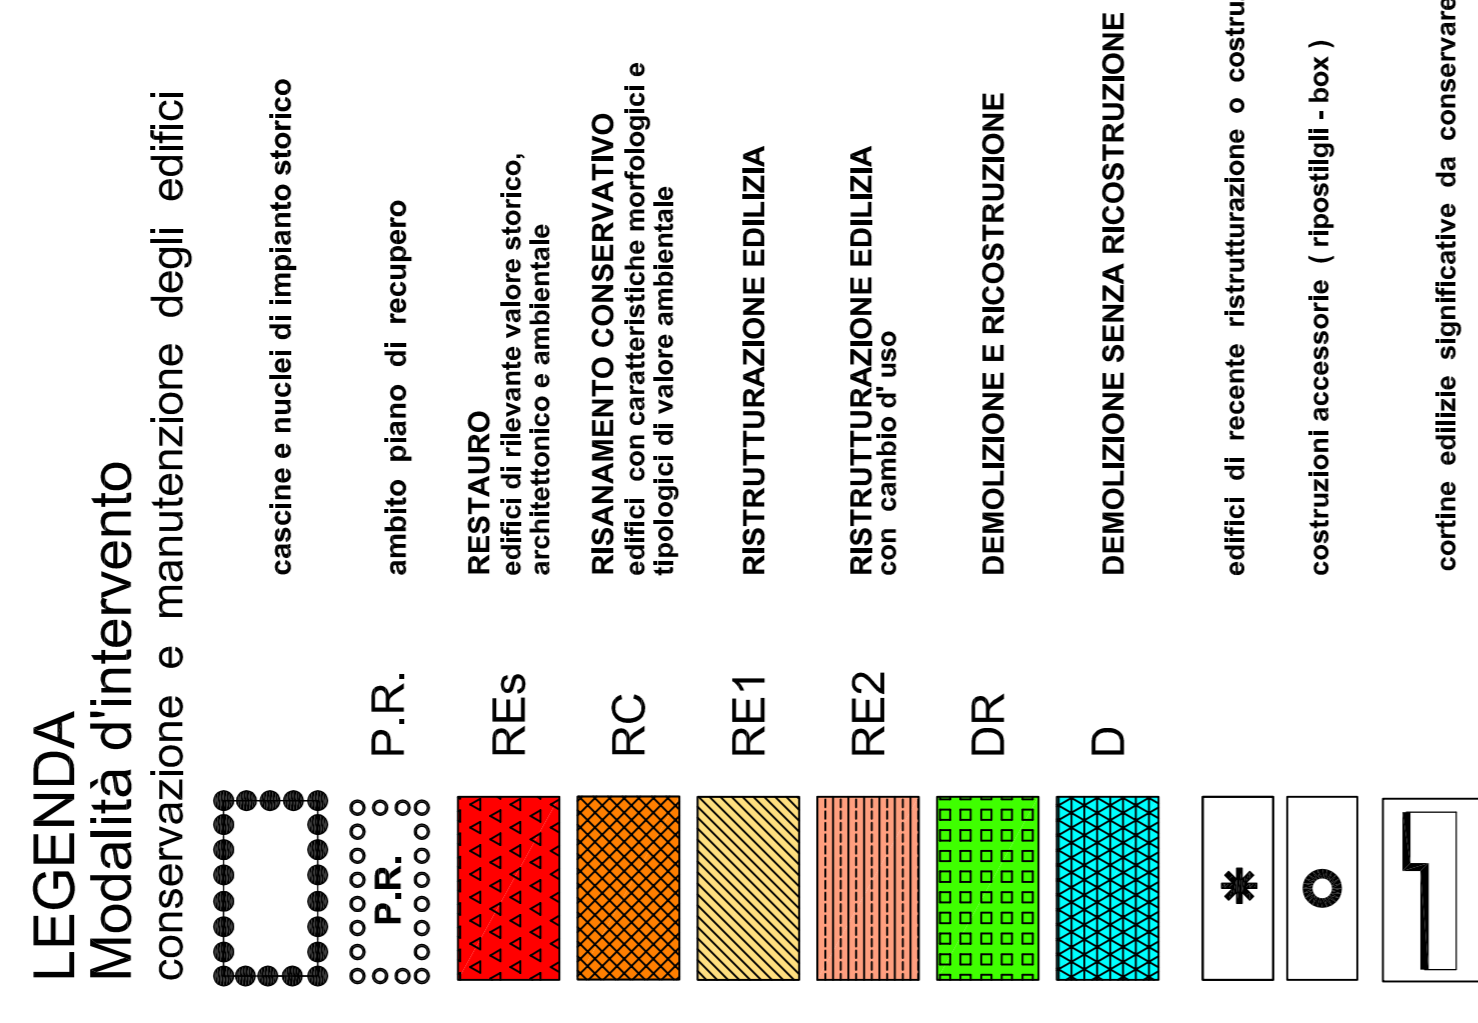 LEGENDA
Modalità d'intervento
conservazione e manutenzione degli edifici
cascine e nuclei di impianto storico
P.R.
P.R.
ambito piano di recupero
REs
RESTAURO
edifici di rilevante valore storico,
architettonico e ambientale
RC
RISANAMENTO CONSERVATIVO
edifici con caratteristiche morfologici e
tipologici di valore ambientale
RE1
RISTRUTTURAZIONE EDILIZIA
RE2
RISTRUTTURAZIONE EDILIZIA
con cambio d' uso
DR
DEMOLIZIONE E RICOSTRUZIONE
D
DEMOLIZIONE SENZA RICOSTRUZIONE
edifici di recente ristrutturazione o costru
costruzioni accessorie ( ripostilgli - box )
cortine edilizie significative da conservare